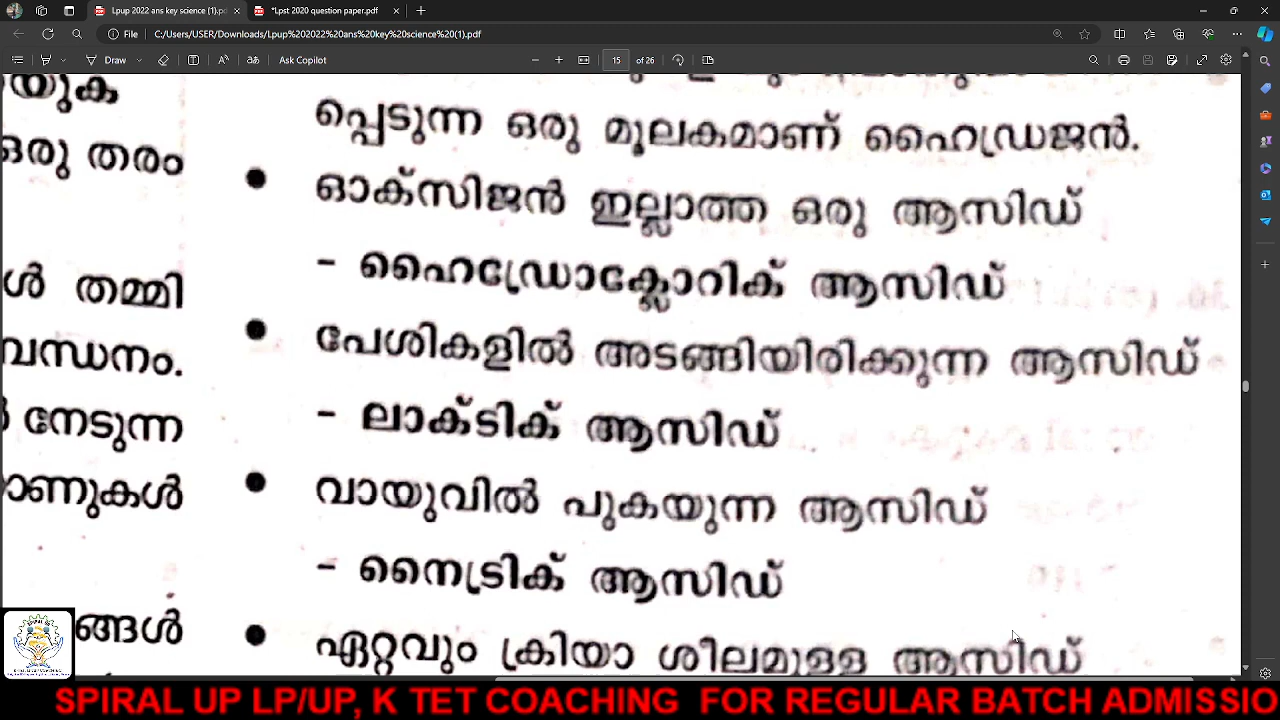 Lpup 2022 ans key science (1).pd
*Lpst 2020 question paper.pdf
File
C:/Users/USER/Downloads/Lpup%202022%20ans%20key%20science%20(1).pdf
Draw
Ask Copilot
15 of 26
യുക
ഒരു തരം
ൾ തമ്മി
വന്ധനം.
നേടുന്ന
ാണുകൾ
ങ്ങൾ
പ്പെടുന്ന ഒരു മൂലകമാണ് ഹൈഡ്രജൻ.
• ഓക്സിജൻ ഇല്ലാത്ത ഒരു ആസിഡ്
- ഹൈഡ്രോക്ലോറിക് ആസിഡ്
• പേശികളിൽ അടങ്ങിയിരിക്കുന്ന ആസിഡ്
- ലാക്ടിക് ആസിഡ്
• വായുവിൽ പുകയുന്ന ആസിഡ്
- നൈട്രിക് ആസിഡ്
• ഏറ്റവും ക്രിയാ ശീലമുള്ള ആസിഡ്
SPIRAL UP LP/UP, K TET COACHING FOR REGULAR BATCH ADMISSIO